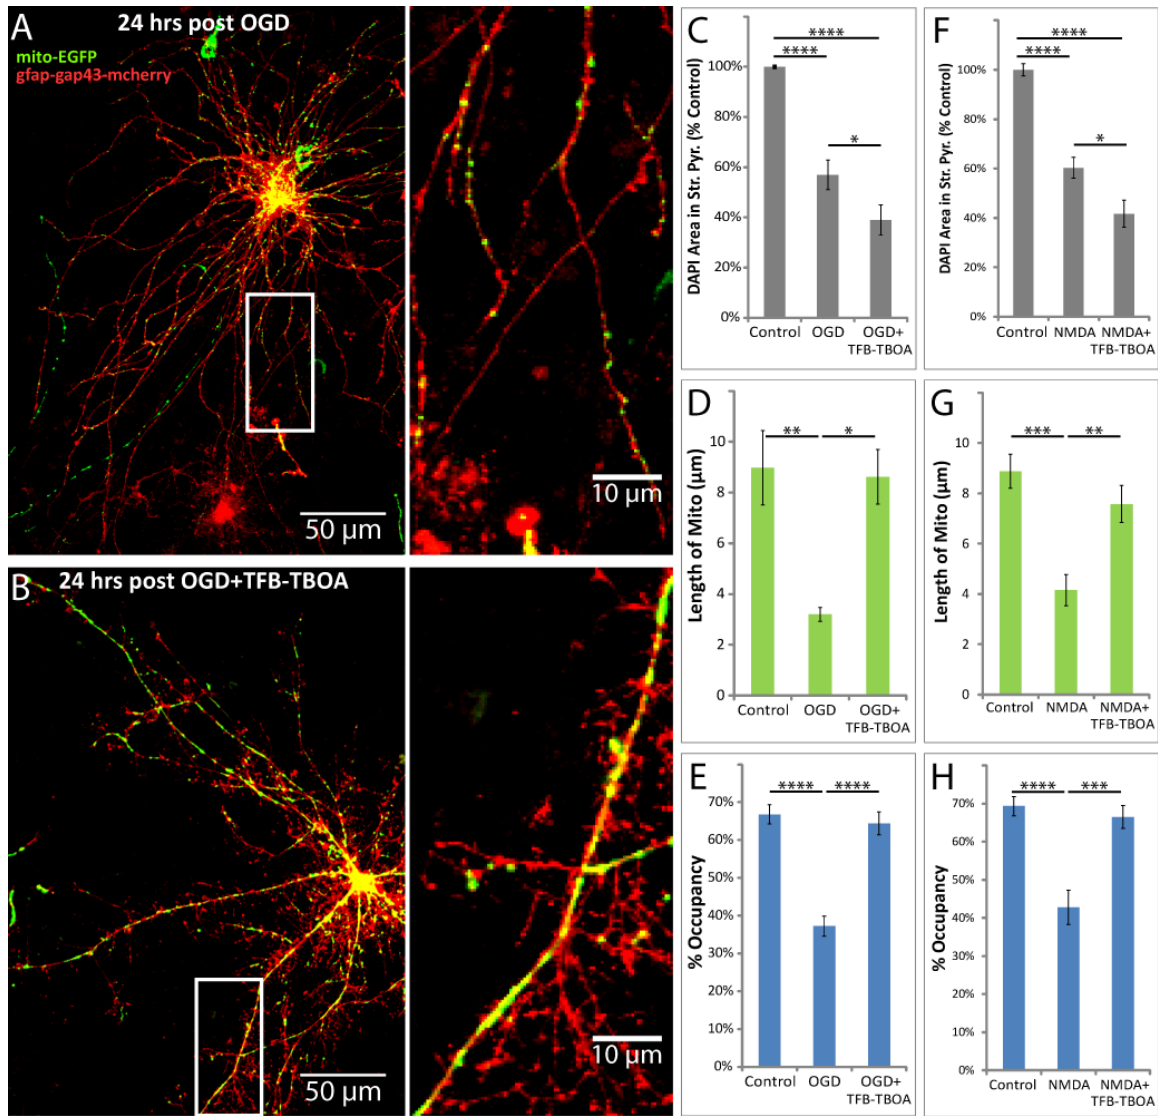 A
24 hrs post OGD
mito-EGFP
gfap-gap43-mcherry
50 µm
10 µm
B
24 hrs post OGD+TFB-TBOA
50 µm
10 µm
C
****
****
*
DAPI Area in Str. Pyr. (% Control)
100%
80%
60%
40%
20%
0%
Control
OGD
OGD+
TFB-TBOA
D
**
*
Length of Mito (µm)
10
8
6
4
2
0
Control
OGD
OGD+
TFB-TBOA
E
****
****
% Occupancy
70%
60%
50%
40%
30%
20%
10%
0%
Control
OGD
OGD+
TFB-TBOA
F
****
****
*
DAPI Area in Str. Pyr. (% Control)
100%
80%
60%
40%
20%
0%
Control
NMDA
NMDA+
TFB-TBOA
G
***
**
Length of Mito (µm)
10
8
6
4
2
0
Control
NMDA
NMDA+
TFB-TBOA
H
****
***
% Occupancy
70%
60%
50%
40%
30%
20%
10%
0%
Control
NMDA
NMDA+
TFB-TBOA